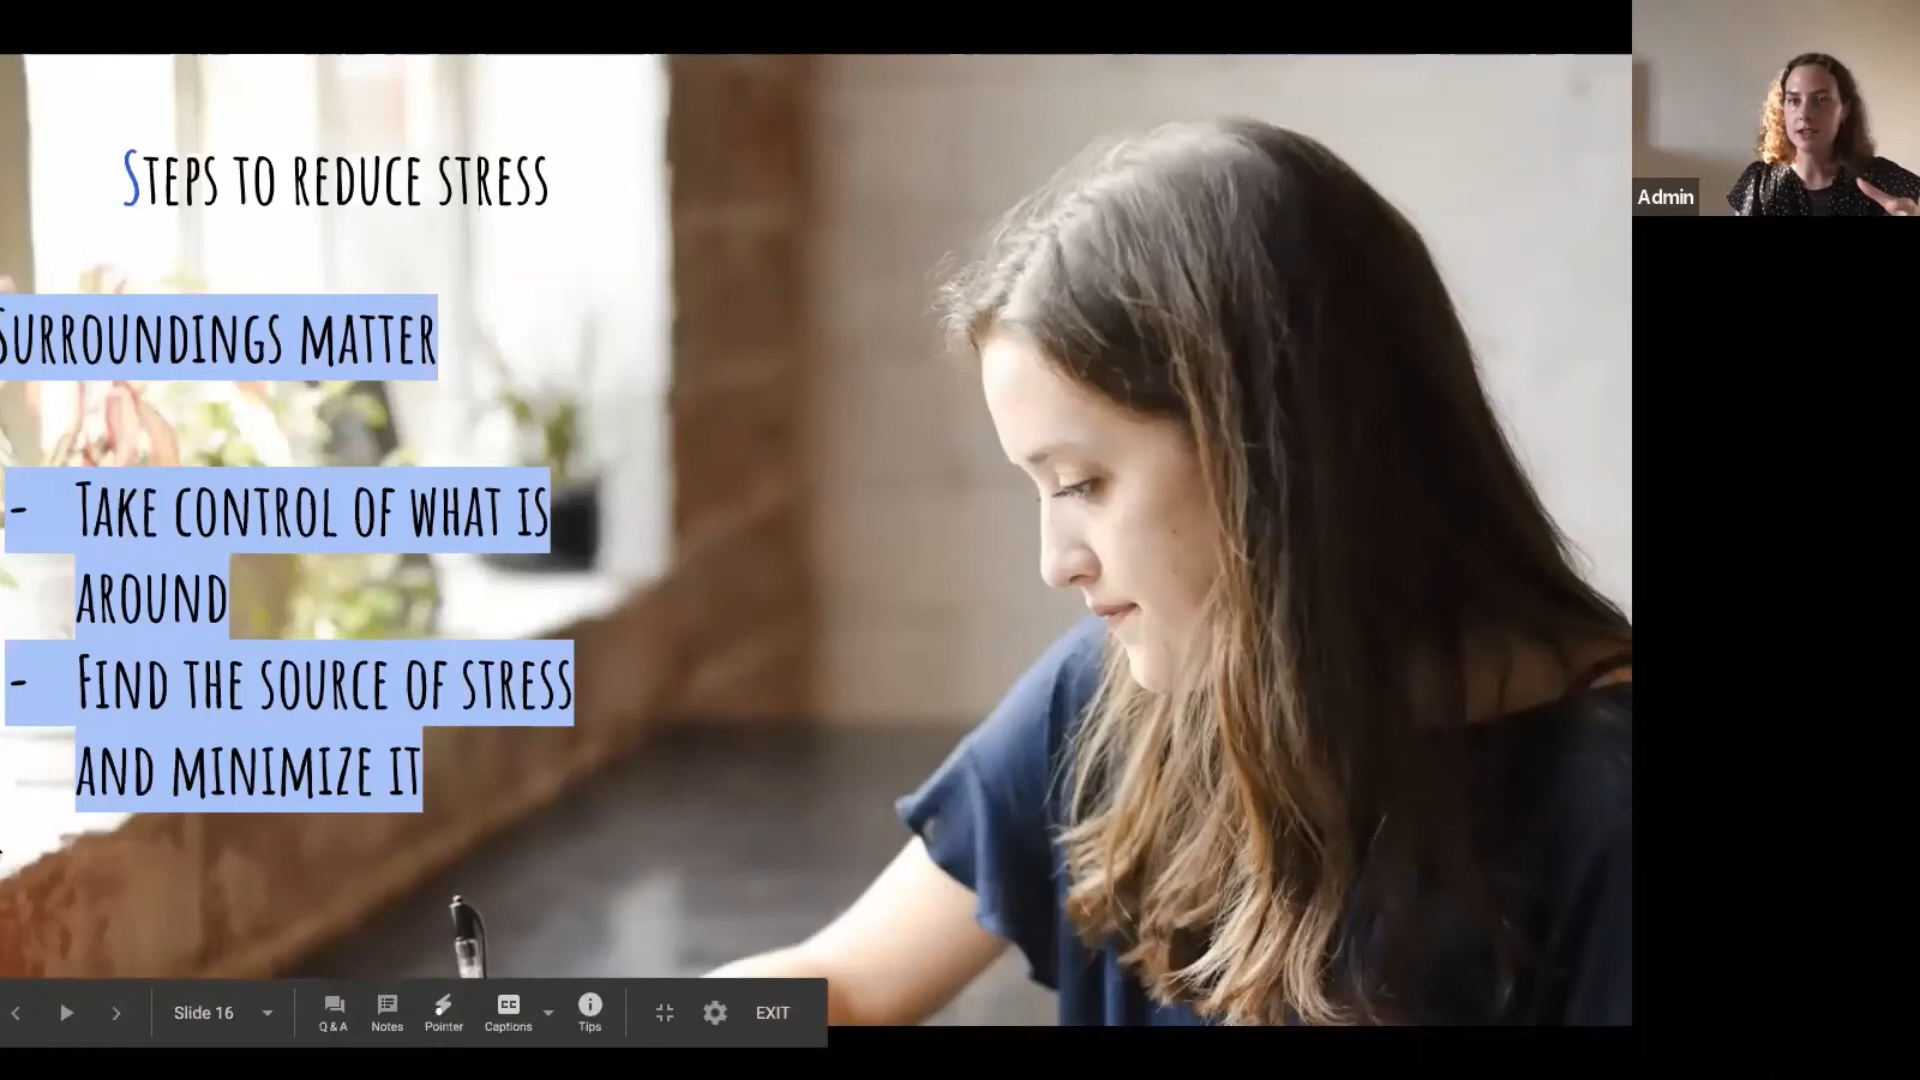 STEPS TO REDUCE STRESS
SURROUNDINGS MATTER
- TAKE CONTROL OF WHAT IS
AROUND
- FIND THE SOURCE OF STRESS
AND MINIMIZE IT
Admin
Slide 16
Q & A
Notes
Pointer
CC
Captions
Tips
EXIT